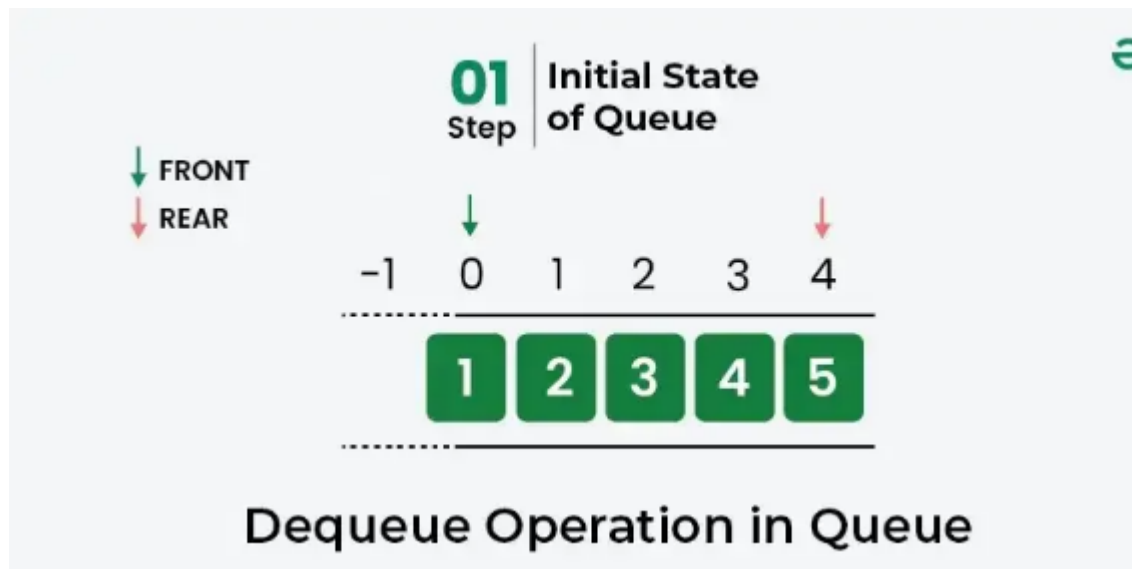 01
Step
Initial State
of Queue
FRONT
REAR
-1 0 1 2 3 4
1 2 3 4 5
Dequeue Operation in Queue